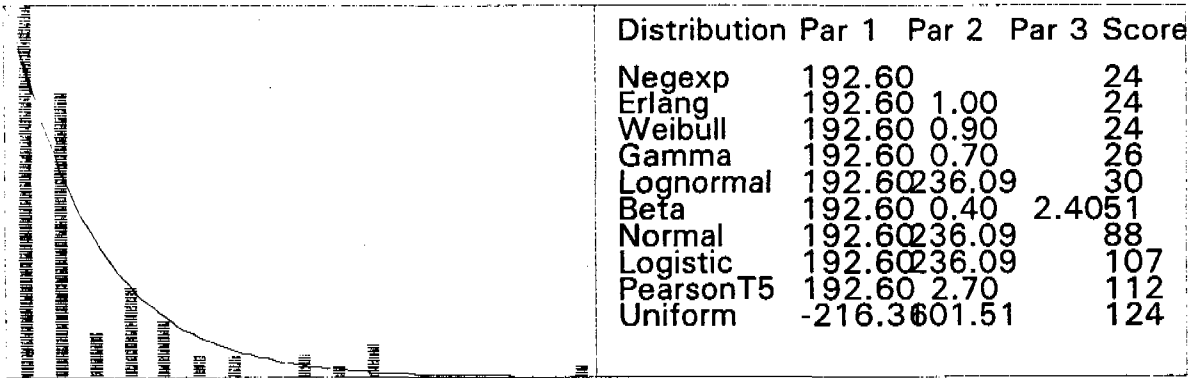 Distribution Par 1 Par 2 Par 3 Score
Negexp 192.60 24
Erlang 192.60 1.00 24
Weibull 192.60 0.90 24
Gamma 192.60 0.70 26
Lognormal 192.60 236.09 30
Beta 192.60 0.40 2.40 51
Normal 192.60 236.09 88
Logistic 192.60 236.09 107
PearsonT5 192.60 2.70 112
Uniform -216.31 601.51 124